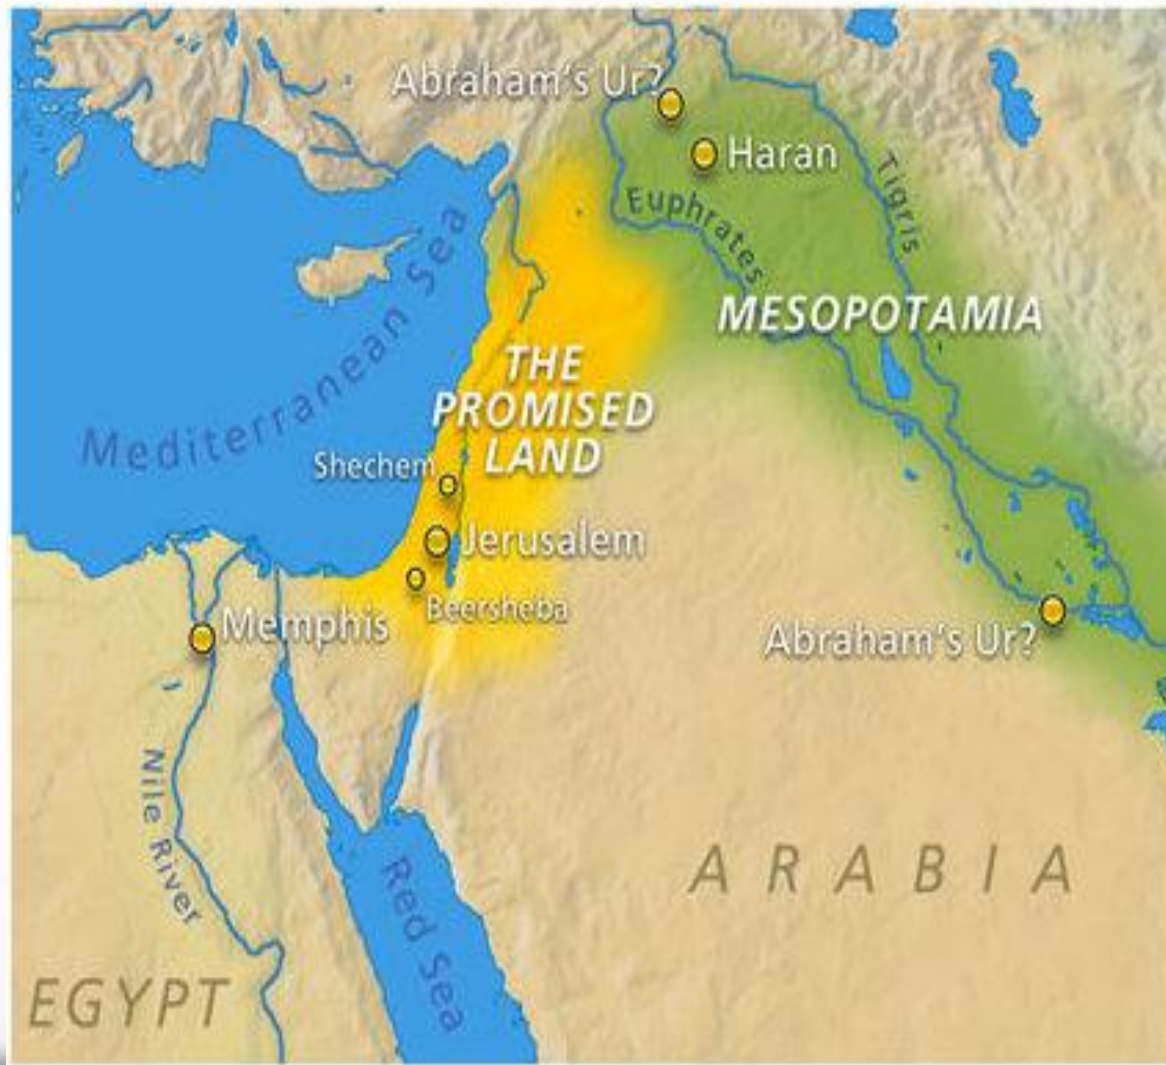 Abraham's Ur?
Haran
Tigris
Euphrates
Mediterranean Sea
MESOPOTAMIA
THE
PROMISED
LAND
Shechem
Jerusalem
Beersheba
Memphis
Abraham's Ur?
Nile River
Red Sea
ARABIA
EGYPT